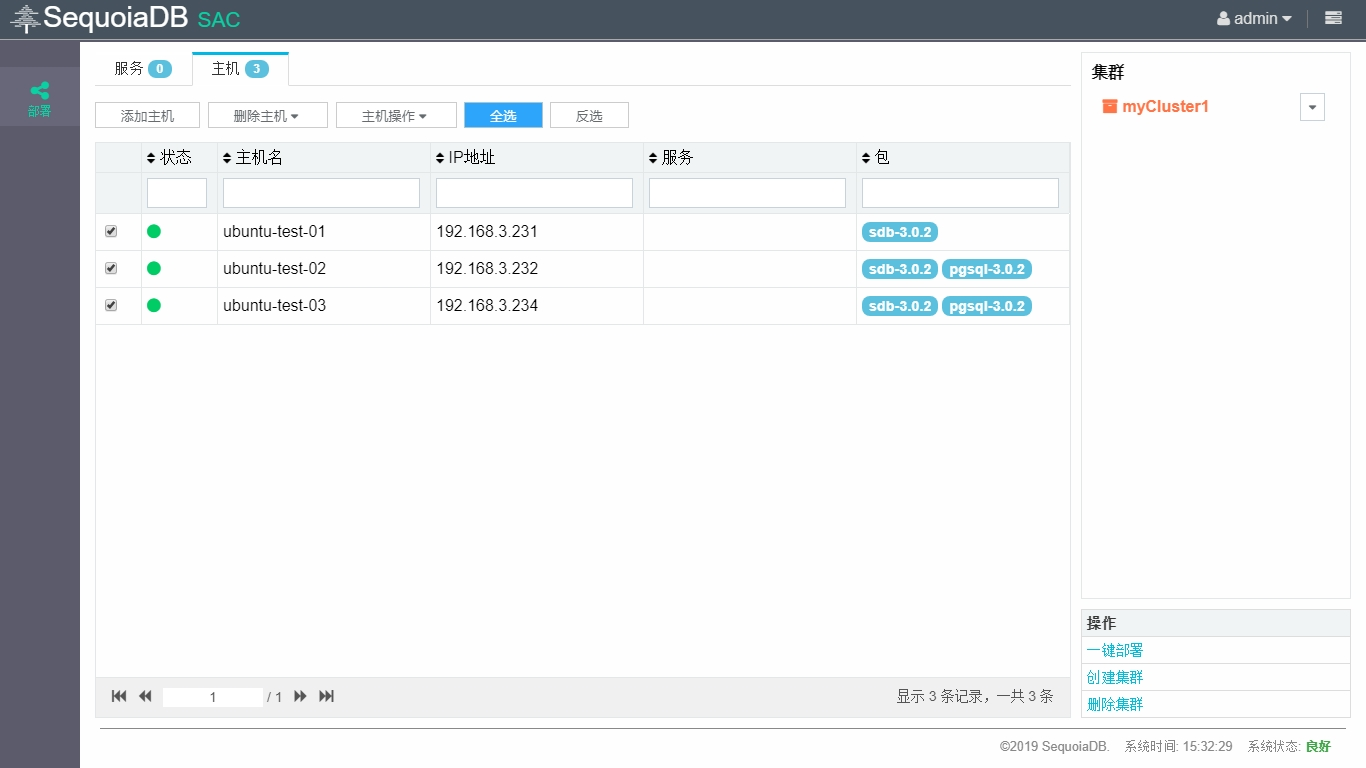 SequoiaDB SAC
admin
部署
服务 0
主机 3
添加主机 删除主机 主机操作 全选 反选
状态 主机名 IP地址 服务 包
ubuntu-test-01 192.168.3.231 sdb-3.0.2
ubuntu-test-02 192.168.3.232 sdb-3.0.2 pgsql-3.0.2
ubuntu-test-03 192.168.3.234 sdb-3.0.2 pgsql-3.0.2
1 / 1
显示 3 条记录，一共 3 条
集群
myCluster1
操作
一键部署
创建集群
删除集群
©2019 SequoiaDB. 系统时间: 15:32:29 系统状态: 良好